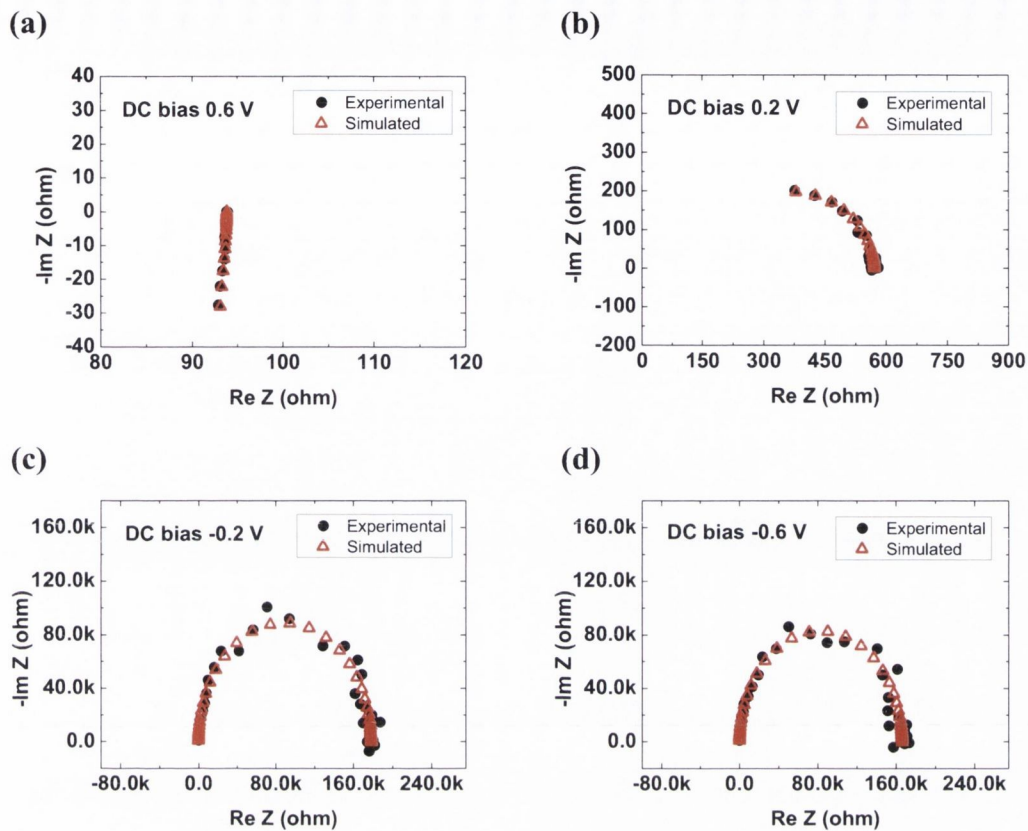 (a)
DC bias 0.6 V
Experimental
Simulated
40
30
20
10
0
-10
-20
-30
-40
-Im Z (ohm)
80
90
100
110
120
Re Z (ohm)
(b)
DC bias 0.2 V
Experimental
Simulated
500
400
300
200
100
0
-100
-200
-Im Z (ohm)
0
150
300
450
600
750
900
Re Z (ohm)
(c)
DC bias -0.2 V
Experimental
Simulated
160.0k
120.0k
80.0k
40.0k
0.0
-Im Z (ohm)
-80.0k
0.0
80.0k
160.0k
240.0k
Re Z (ohm)
(d)
DC bias -0.6 V
Experimental
Simulated
160.0k
120.0k
80.0k
40.0k
0.0
-Im Z (ohm)
-80.0k
0.0
80.0k
160.0k
240.0k
Re Z (ohm)